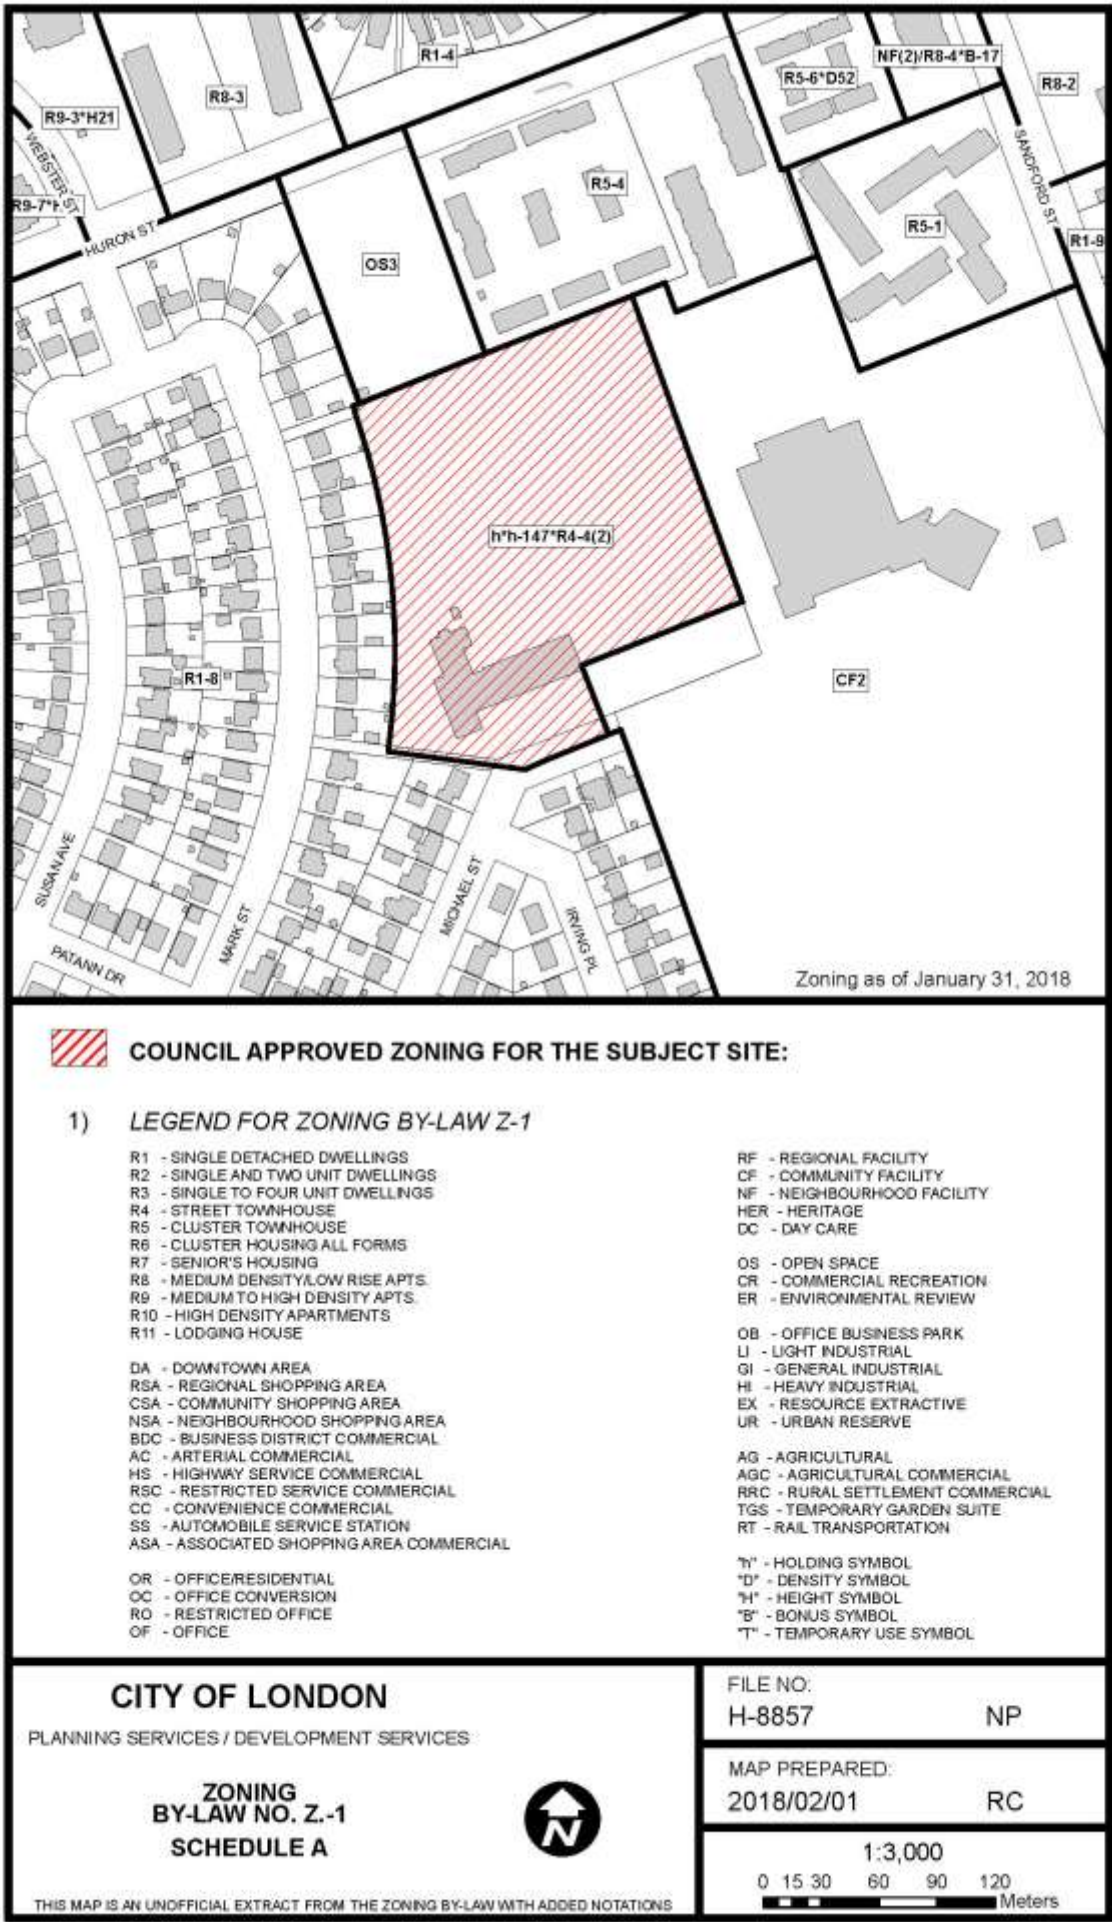 R1-4
NF(2)/R8-4*B-17
R5-6*D52
R8-2
R8-3
R9-3*H21
WEBSTER ST
SANDFORD ST
R5-4
R9-7*H
R5-1
HURON ST
R1-9
OS3
h*h-147*R4-4(2)
R1-8
CF2
SUSAN AVE
MICHAEL ST
MARK ST
IRVING PL
PATANN DR
Zoning as of January 31, 2018
COUNCIL APPROVED ZONING FOR THE SUBJECT SITE:
1) LEGEND FOR ZONING BY-LAW Z-1
R1 - SINGLE DETACHED DWELLINGS
R2 - SINGLE AND TWO UNIT DWELLINGS
R3 - SINGLE TO FOUR UNIT DWELLINGS
R4 - STREET TOWNHOUSE
R5 - CLUSTER TOWNHOUSE
R6 - CLUSTER HOUSING ALL FORMS
R7 - SENIOR'S HOUSING
R8 - MEDIUM DENSITY/LOW RISE APTS.
R9 - MEDIUM TO HIGH DENSITY APTS.
R10 - HIGH DENSITY APARTMENTS
R11 - LODGING HOUSE
DA - DOWNTOWN AREA
RSA - REGIONAL SHOPPING AREA
CSA - COMMUNITY SHOPPING AREA
NSA - NEIGHBOURHOOD SHOPPING AREA
BDC - BUSINESS DISTRICT COMMERCIAL
AC - ARTERIAL COMMERCIAL
HS - HIGHWAY SERVICE COMMERCIAL
RSC - RESTRICTED SERVICE COMMERCIAL
CC - CONVENIENCE COMMERCIAL
SS - AUTOMOBILE SERVICE STATION
ASA - ASSOCIATED SHOPPING AREA COMMERCIAL
OR - OFFICE/RESIDENTIAL
OC - OFFICE CONVERSION
RO - RESTRICTED OFFICE
OF - OFFICE
RF - REGIONAL FACILITY
CF - COMMUNITY FACILITY
NF - NEIGHBOURHOOD FACILITY
HER - HERITAGE
DC - DAY CARE
OS - OPEN SPACE
CR - COMMERCIAL RECREATION
ER - ENVIRONMENTAL REVIEW
OB - OFFICE BUSINESS PARK
LI - LIGHT INDUSTRIAL
GI - GENERAL INDUSTRIAL
HI - HEAVY INDUSTRIAL
EX - RESOURCE EXTRACTIVE
UR - URBAN RESERVE
AG - AGRICULTURAL
AGC - AGRICULTURAL COMMERCIAL
RRC - RURAL SETTLEMENT COMMERCIAL
TGS - TEMPORARY GARDEN SUITE
RT - RAIL TRANSPORTATION
"h" - HOLDING SYMBOL
"D" - DENSITY SYMBOL
"H" - HEIGHT SYMBOL
"B" - BONUS SYMBOL
"T" - TEMPORARY USE SYMBOL
CITY OF LONDON
PLANNING SERVICES / DEVELOPMENT SERVICES
ZONING
BY-LAW NO. Z.-1
SCHEDULE A
N
THIS MAP IS AN UNOFFICIAL EXTRACT FROM THE ZONING BY-LAW WITH ADDED NOTATIONS
FILE NO:
H-8857 NP
MAP PREPARED:
2018/02/01 RC
1:3,000
0 15 30 60 90 120
Meters